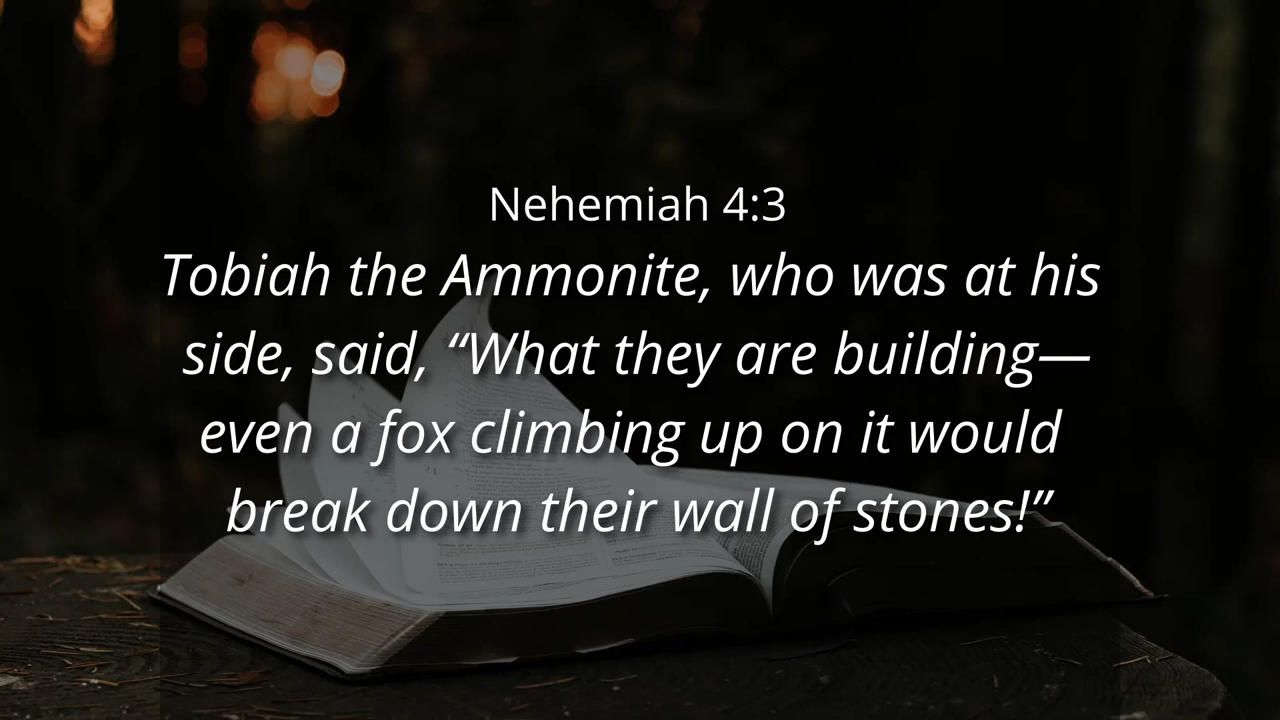 Nehemiah 4:3
Tobiah the Ammonite, who was at his
side, said, “What they are building—
even a fox climbing up on it would
break down their wall of stones!”